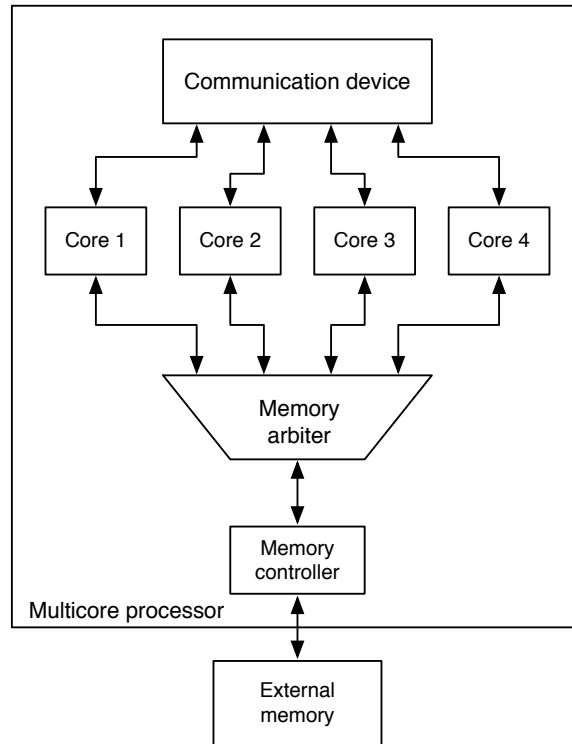 Communication device
Core 1
Core 2
Core 3
Core 4
Memory
arbiter
Memory
controller
Multicore processor
External
memory